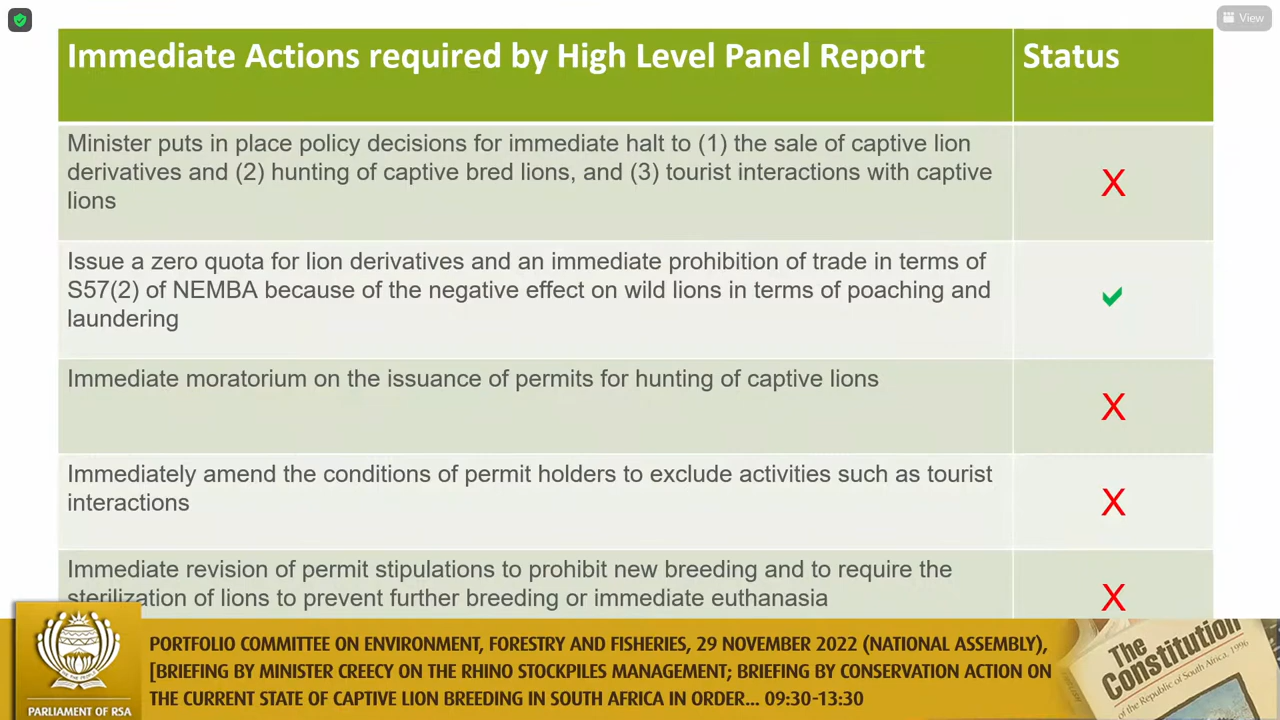 View
Immediate Actions required by High Level Panel Report
Status
Minister puts in place policy decisions for immediate halt to (1) the sale of captive lion
derivatives and (2) hunting of captive bred lions, and (3) tourist interactions with captive
lions
X
Issue a zero quota for lion derivatives and an immediate prohibition of trade in terms of
S57(2) of NEMBA because of the negative effect on wild lions in terms of poaching and
laundering
Immediate moratorium on the issuance of permits for hunting of captive lions
X
Immediately amend the conditions of permit holders to exclude activities such as tourist
interactions
X
Immediate revision of permit stipulations to prohibit new breeding and to require the
sterilization of lions to prevent further breeding or immediate euthanasia
X
PORTFOLIO COMMITTEE ON ENVIRONMENT, FORESTRY AND FISHERIES, 29 NOVEMBER 2022 (NATIONAL ASSEMBLY),
[BRIEFING BY MINISTER CREECY ON THE RHINO STOCKPILES MANAGEMENT; BRIEFING BY CONSERVATION ACTION ON
THE CURRENT STATE OF CAPTIVE LION BREEDING IN SOUTH AFRICA IN ORDER... 09:30-13:30
PARLIAMENT OF RSA
The
Constitution
of the Republic of South Africa, 1996